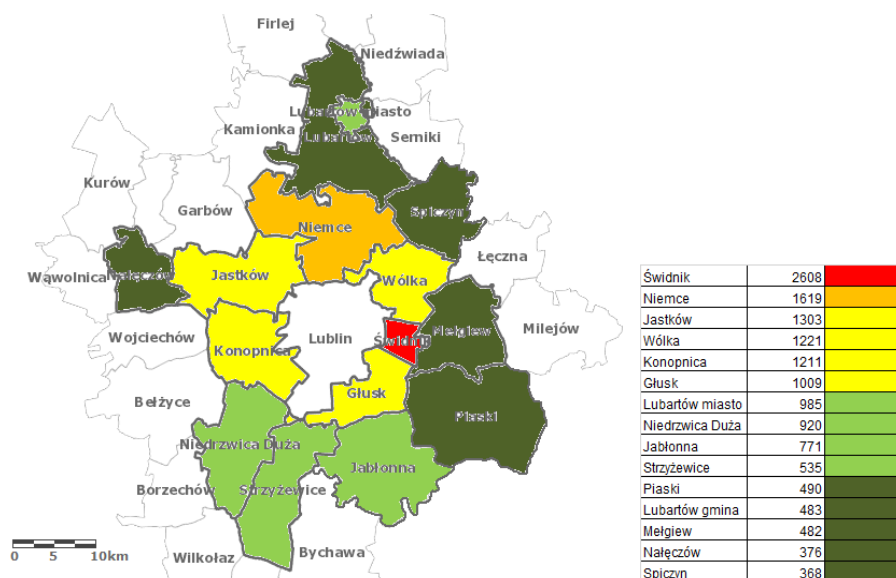 Firlej
Niedźwiada
Lubartów miasto
Kamionka
Lubartów
Serniki
Kurów
Garbów
Spiczyn
Niemce
Wąwolnica
Nałęczów
Jastków
Wólka
Łęczna
Wojciechów
Konopnica
Lublin
Świdnik
Mełgiew
Milejów
Bełżyce
Głusk
Piaski
Niedrzwica Duża
Jabłonna
Borzechów
Strzyżewice
Wilkołaz
Bychawa
0 5 10km
Świdnik 2608
Niemce 1619
Jastków 1303
Wólka 1221
Konopnica 1211
Głusk 1009
Lubartów miasto 985
Niedrzwica Duża 920
Jabłonna 771
Strzyżewice 535
Piaski 490
Lubartów gmina 483
Mełgiew 482
Nałęczów 376
Spiczyn 368